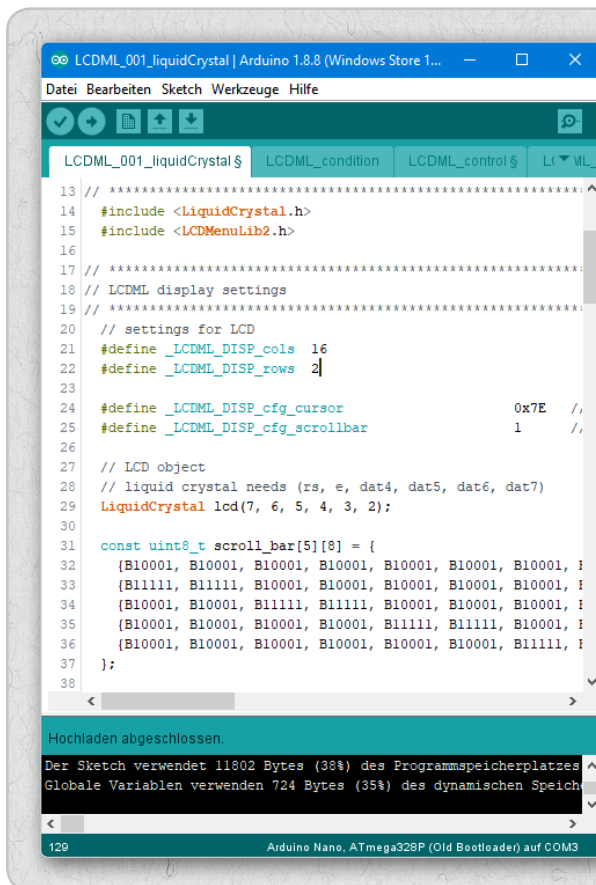 LCDML_001_liquidCrystal | Arduino 1.8.8 (Windows Store 1...
Datei Bearbeiten Sketch Werkzeuge Hilfe
LCDML_001_liquidCrystal § LCDML_condition LCDML_control §
13 // **********************************************************
14 #include <LiquidCrystal.h>
15 #include <LCDMenuLib2.h>
16
17 // **********************************************************
18 // LCDML display settings
19 // **********************************************************
20 // settings for LCD
21 #define _LCDML_DISP_cols 16
22 #define _LCDML_DISP_rows 2
23
24 #define _LCDML_DISP_cfg_cursor 0x7E //
25 #define _LCDML_DISP_cfg_scrollbar 1 //
26
27 // LCD object
28 // liquid crystal needs (rs, e, dat4, dat5, dat6, dat7)
29 LiquidCrystal lcd(7, 6, 5, 4, 3, 2);
30
31 const uint8_t scroll_bar[5][8] = {
32 {B10001, B10001, B10001, B10001, B10001, B10001, B10001,
33 {B11111, B11111, B10001, B10001, B10001, B10001, B10001,
34 {B10001, B10001, B11111, B11111, B10001, B10001, B10001,
35 {B10001, B10001, B10001, B10001, B11111, B11111, B10001,
36 {B10001, B10001, B10001, B10001, B10001, B10001, B11111,
37 };
38
Hochladen abgeschlossen.
Der Sketch verwendet 11802 Bytes (38%) des Programmspeicherplatzes
Globale Variablen verwenden 724 Bytes (35%) des dynamischen
129 Arduino Nano, ATmega328P (Old Bootloader) auf COM3